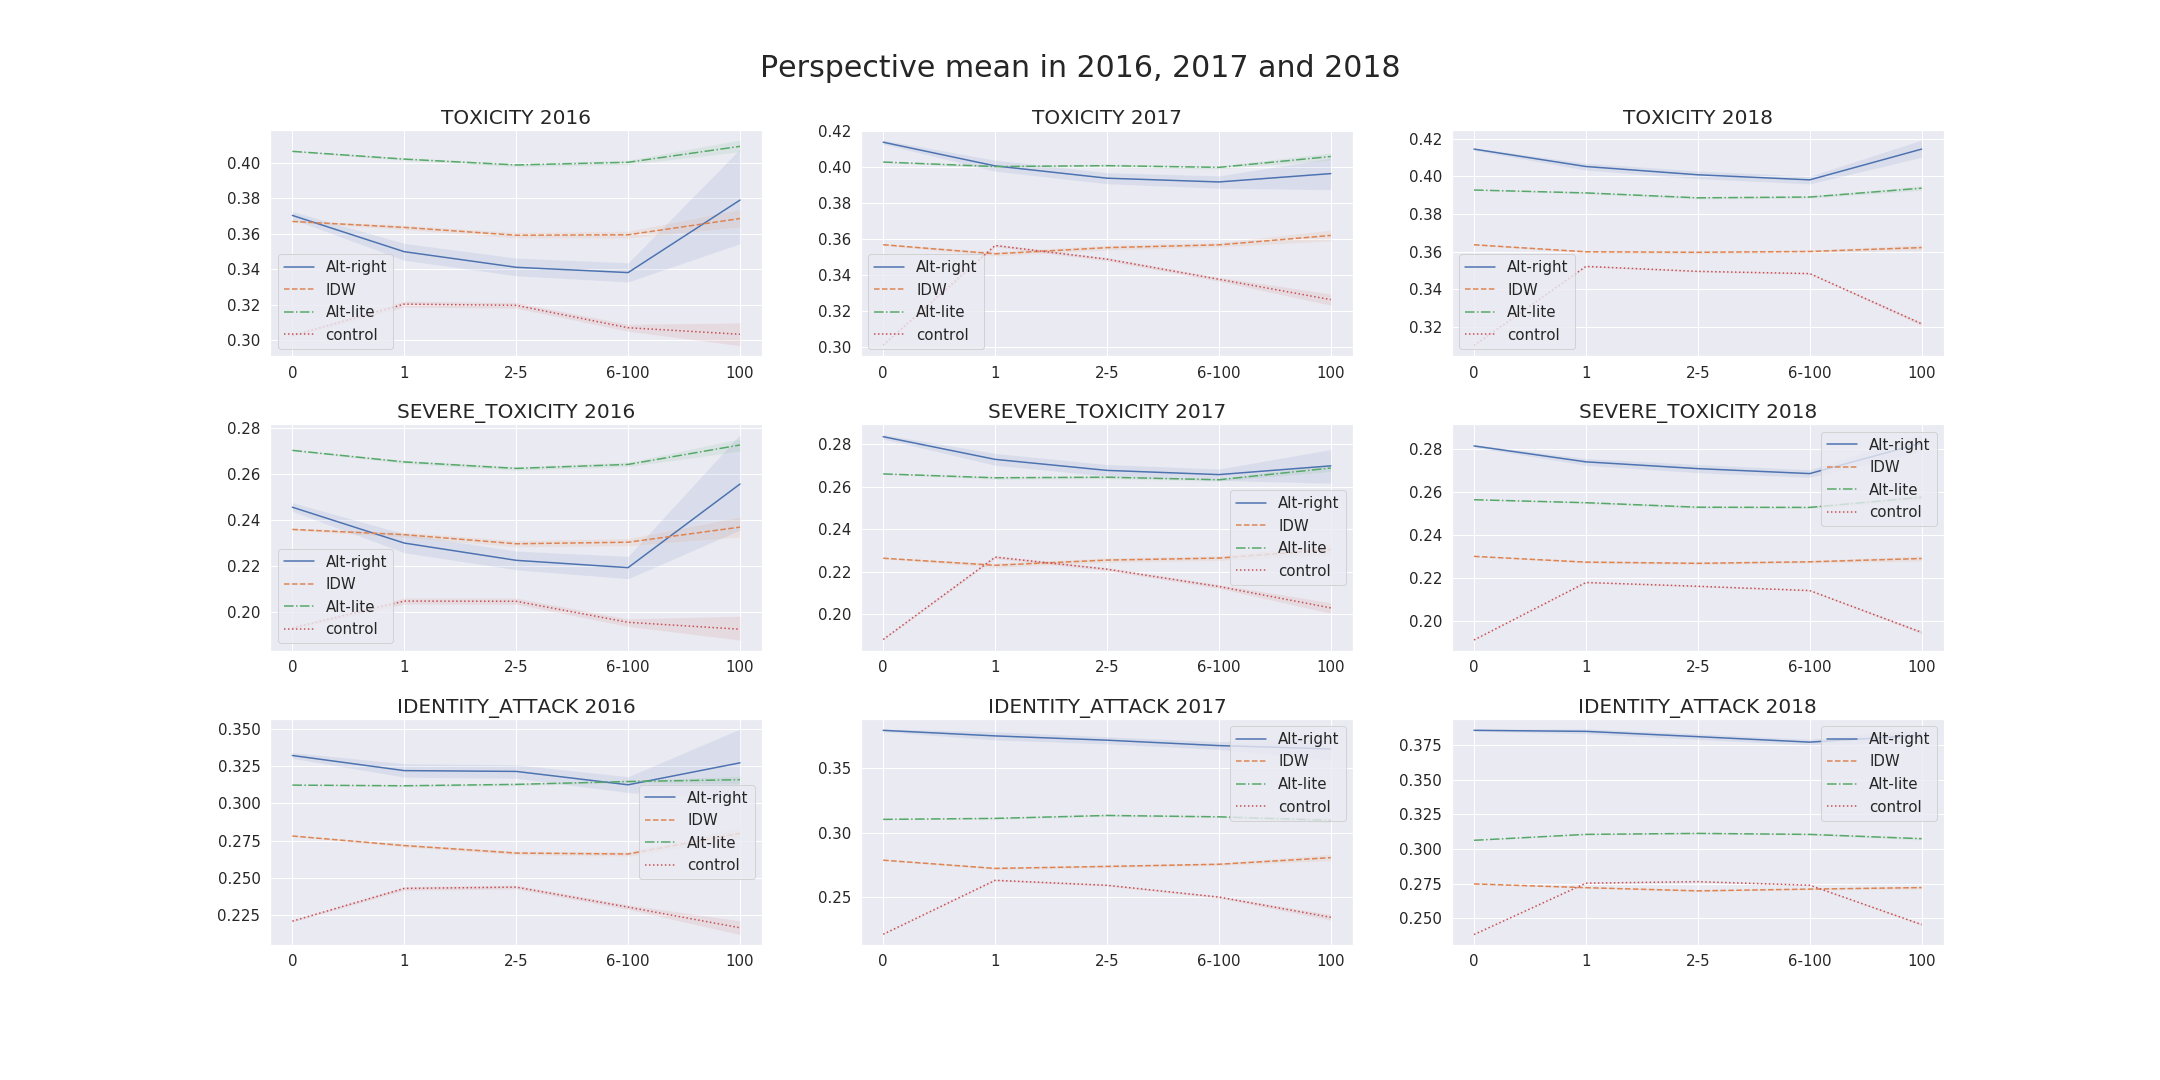 Perspective mean in 2016, 2017 and 2018
TOXICITY 2016
0.40
0.38
0.36
0.34
0.32
0.30
Alt-right
IDW
Alt-lite
control
0 1 2-5 6-100 100
TOXICITY 2017
0.42
0.40
0.38
0.36
0.34
0.32
0.30
Alt-right
IDW
Alt-lite
control
0 1 2-5 6-100 100
TOXICITY 2018
0.42
0.40
0.38
0.36
0.34
0.32
Alt-right
IDW
Alt-lite
control
0 1 2-5 6-100 100
SEVERE_TOXICITY 2016
0.28
0.26
0.24
0.22
0.20
Alt-right
IDW
Alt-lite
control
0 1 2-5 6-100 100
SEVERE_TOXICITY 2017
0.28
0.26
0.24
0.22
0.20
Alt-right
IDW
Alt-lite
control
0 1 2-5 6-100 100
SEVERE_TOXICITY 2018
0.28
0.26
0.24
0.22
0.20
Alt-right
IDW
Alt-lite
control
0 1 2-5 6-100 100
IDENTITY_ATTACK 2016
0.350
0.325
0.300
0.275
0.250
0.225
Alt-right
IDW
Alt-lite
control
0 1 2-5 6-100 100
IDENTITY_ATTACK 2017
0.35
0.30
0.25
Alt-right
IDW
Alt-lite
control
0 1 2-5 6-100 100
IDENTITY_ATTACK 2018
0.375
0.350
0.325
0.300
0.275
0.250
Alt-right
IDW
Alt-lite
control
0 1 2-5 6-100 100